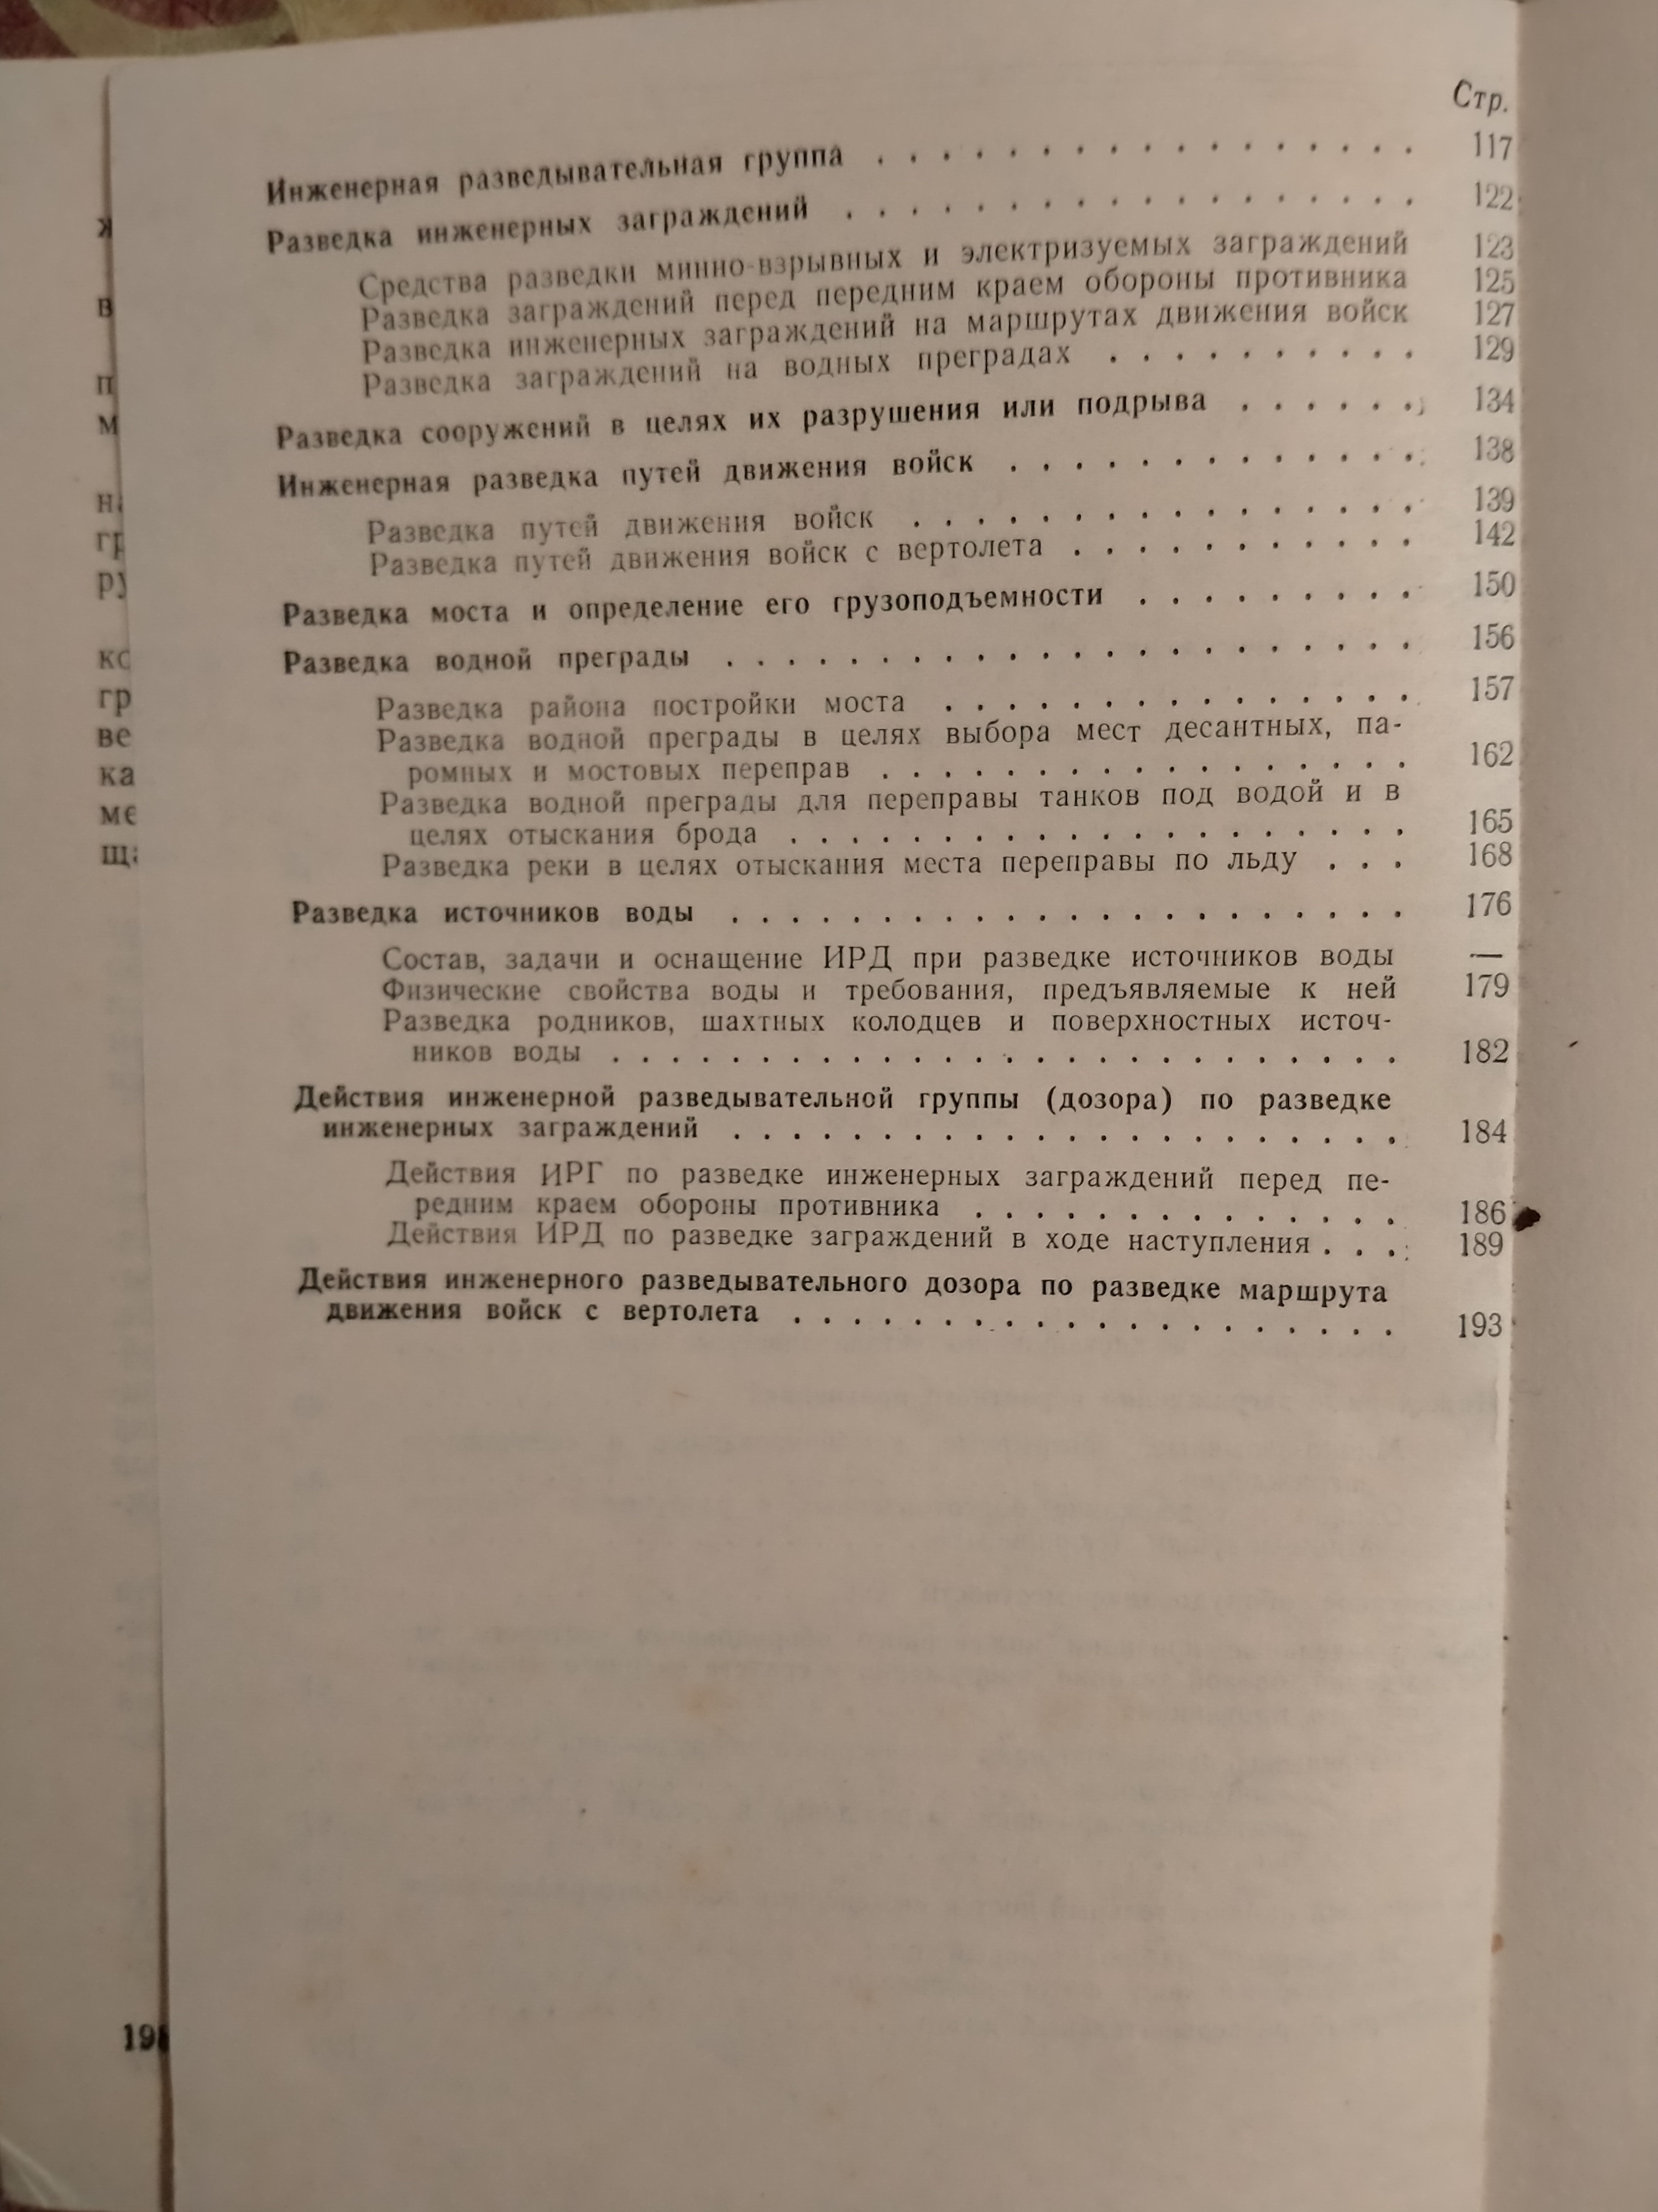 Стр.
Инженерная разведывательная группа . . . . . . . . . . . . . . . . . 117
Разведка инженерных заграждений . . . . . . . . . . . . . . . . . . 122
Средства разведки минно-взрывных и электризуемых заграждений 123
Разведка заграждений перед передним краем обороны противника 125
Разведка инженерных заграждений на маршрутах движения войск 127
Разведка заграждений на водных преградах . . . . . . . . . . 129
Разведка сооружений в целях их разрушения или подрыва . . . . . . 134
Инженерная разведка путей движения войск . . . . . . . . . . . . . 138
Разведка путей движения войск . . . . . . . . . . . . . . . . 139
Разведка путей движения войск с вертолета . . . . . . . . . . . 142
Разведка моста и определение его грузоподъемности . . . . . . . . . 150
Разведка водной преграды . . . . . . . . . . . . . . . . . . . . . . 156
Разведка района постройки моста . . . . . . . . . . . . . . . 157
Разведка водной преграды в целях выбора мест десантных, па-
ромных и мостовых переправ . . . . . . . . . . . . . . . . . 162
Разведка водной преграды для переправы танков под водой и в
целях отыскания брода . . . . . . . . . . . . . . . . . . . . 165
Разведка реки в целях отыскания места переправы по льду . . . 168
Разведка источников воды . . . . . . . . . . . . . . . . . . . . . . 176
Состав, задачи и оснащение ИРД при разведке источников воды —
Физические свойства воды и требования, предъявляемые к ней 179
Разведка родников, шахтных колодцев и поверхностных источ-
ников воды . . . . . . . . . . . . . . . . . . . . . . . . . . 182
Действия инженерной разведывательной группы (дозора) по разведке
инженерных заграждений . . . . . . . . . . . . . . . . . . . . . . 184
Действия ИРГ по разведке инженерных заграждений перед пе-
редним краем обороны противника . . . . . . . . . . . . . . 186
Действия ИРД по разведке заграждений в ходе наступления . . . . 189
Действия инженерного разведывательного дозора по разведке маршрута
движения войск с вертолета . . . . . . . . . . . . . . . . . . . . 193